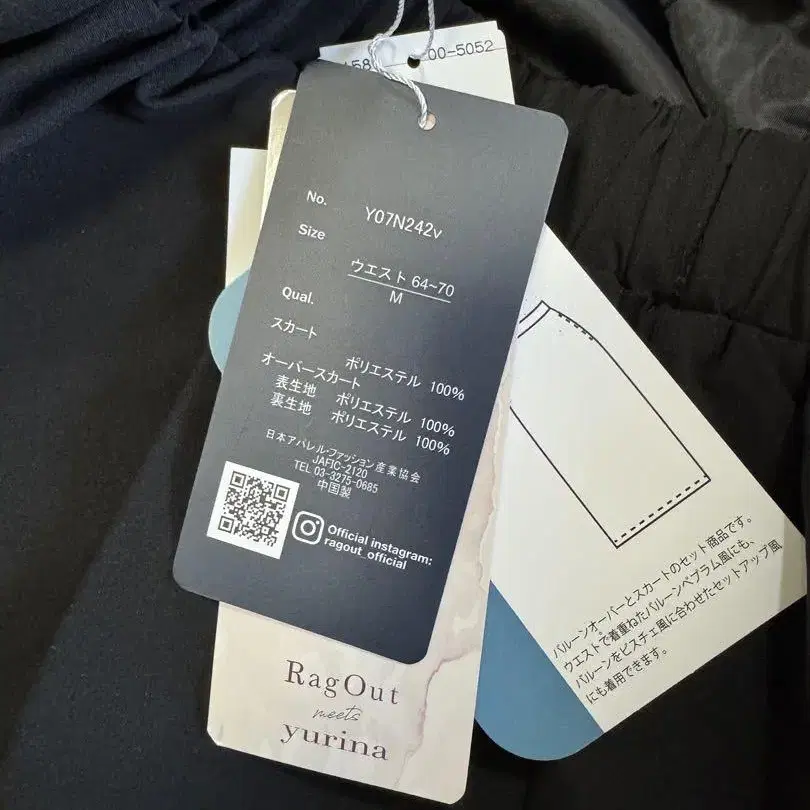 00-5052
No. Y07N242v
Size
ウエスト 64~70
M
Qual.
スカート
ポリエステル 100%
オーバースカート
表生地 ポリエステル 100%
裏生地 ポリエステル 100%
日本アパレル・ファッション産業協会
JAFIC-2120
TEL 03-3275-0685
中国製
Official instagram:
ragout_official
RagOut
meets
yurina
バルーンオーバーとスカートのセット商品です。
ウエストで着重ねたバルーンペプラム風にも、
バルーンをビスチェ風に合わせたセットアップ風
にも着用できます。